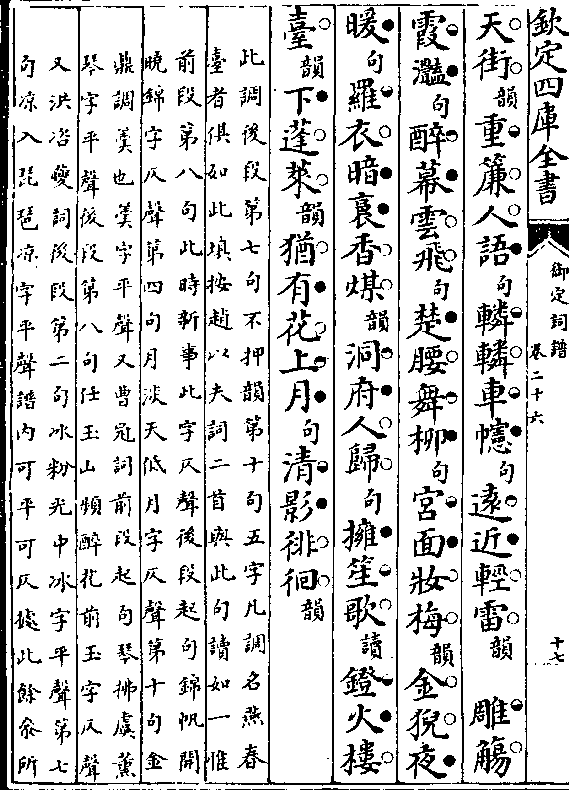 欽定四庫全書
御定詞譜
卷二十六
十七
天街韻重簾人語句轔轔車幰句遠近輕雷韻　雕觴
霞灩句醉幕雲飛句楚腰舞柳句宮面妝梅韻金猊夜
暖句羅衣暗裛香煤韻洞府人歸句擁笙歌讀鐙火樓
臺韻下蓬萊韻猶有花上月句清影徘徊韻
此調後段第七句不押韻第十句五字凡調名燕春
臺者俱如此填按趙以夫詞二首與此句讀如一惟
前段第八句此時新事此字仄聲後段起句錦帆開
曉錦字仄聲第四句月淡天低月字仄聲第十句金
鼎調羹也羹字平聲又曹冠詞前段起句琴拂虞薰
琴字平聲後段第八句任玉山頻醉花前玉字仄聲
又洪咨夔詞後段第二句冰粉光中冰字平聲第七
句凉入琵琶凉字平聲譜內可平可仄據此餘叅所